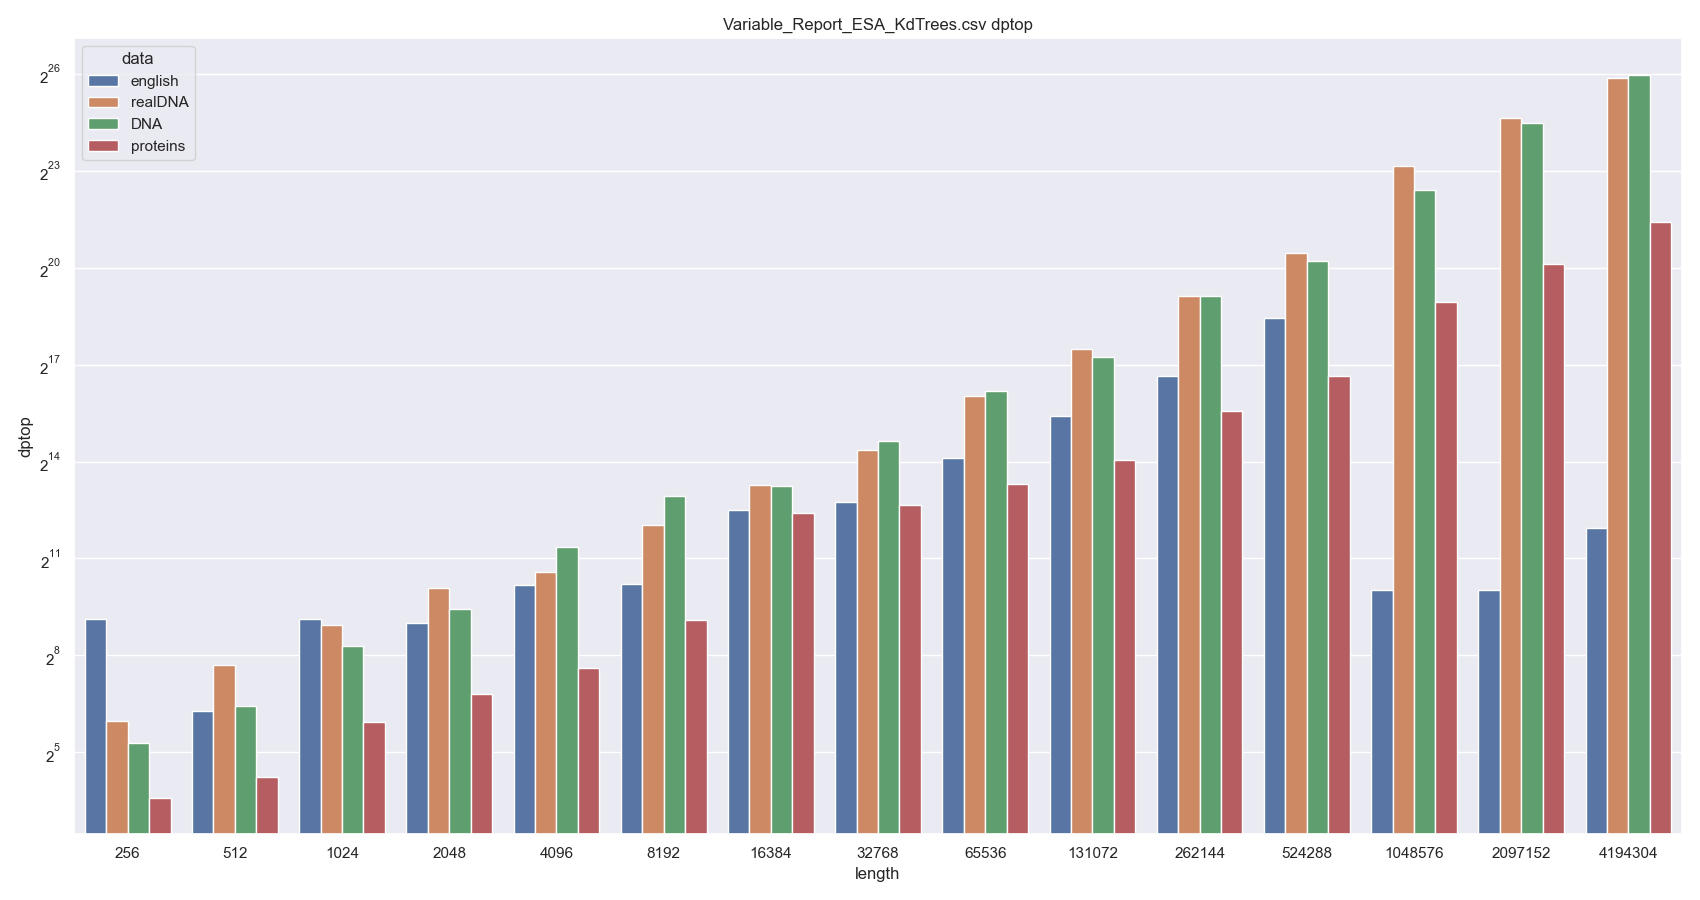 Variable_Report_ESA_KdTrees.csv dptop
data
english
realDNA
DNA
proteins
2^26
2^23
2^20
2^17
2^14
2^11
2^8
2^5
dptop
256 512 1024 2048 4096 8192 16384 32768 65536 131072 262144 524288 1048576 2097152 4194304
length